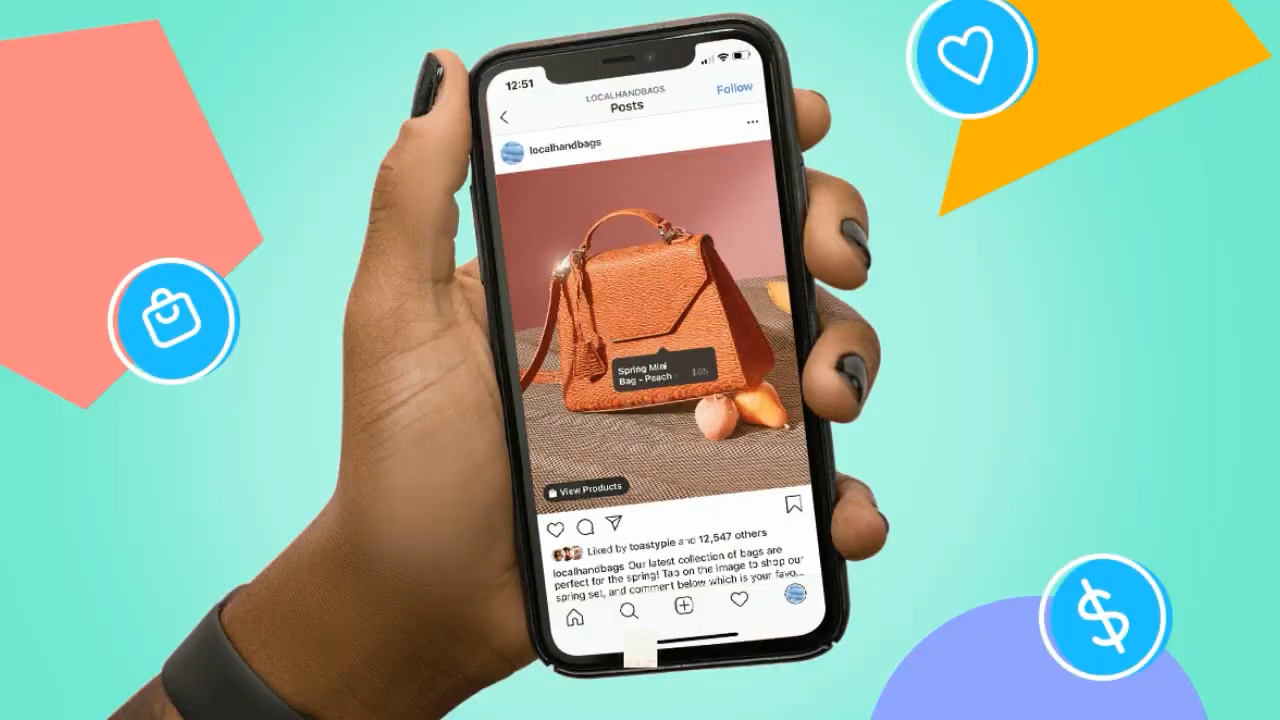 12:51
LOCALHANDBAGS
Posts
Follow
localhandbags
Spring Mini
Bag - Peach
$65
View Products
Liked by toastypie and 12,547 others
localhandbags Our latest collection of bags are
perfect for the spring! Tap on the image to shop our
spring set, and comment below which is your favo...